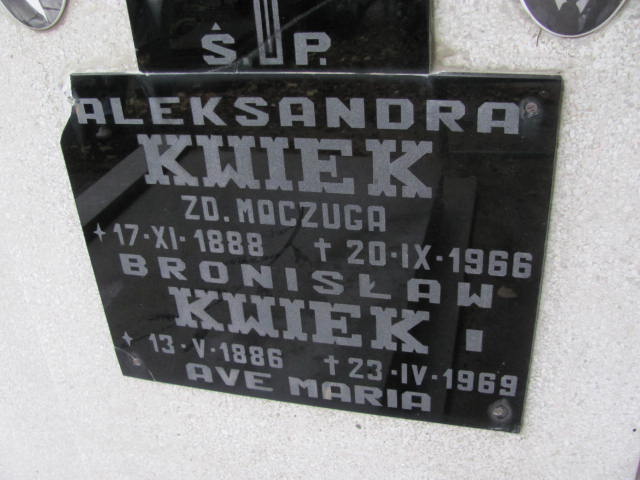 Ś. P.
ALEKSANDRA
KWIEK
ZD. MOCZUGA
+ 17·XI·1888 † 20·IX·1966
BRONISŁAW
KWIEK I
+ 13·V·1886 † 23·IV·1969
AVE MARIA